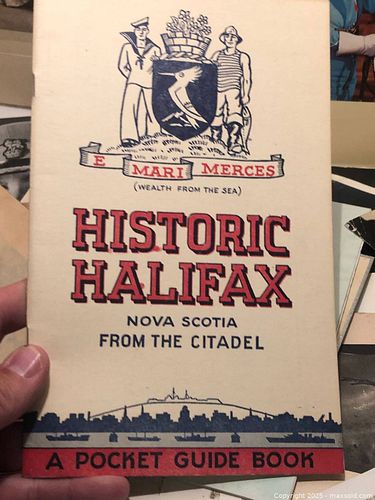 E MARI MERCES
(WEALTH FROM THE SEA)
HISTORIC
HALIFAX
NOVA SCOTIA
FROM THE CITADEL
A POCKET GUIDE BOOK
Copyright 2025 - maxsold.com